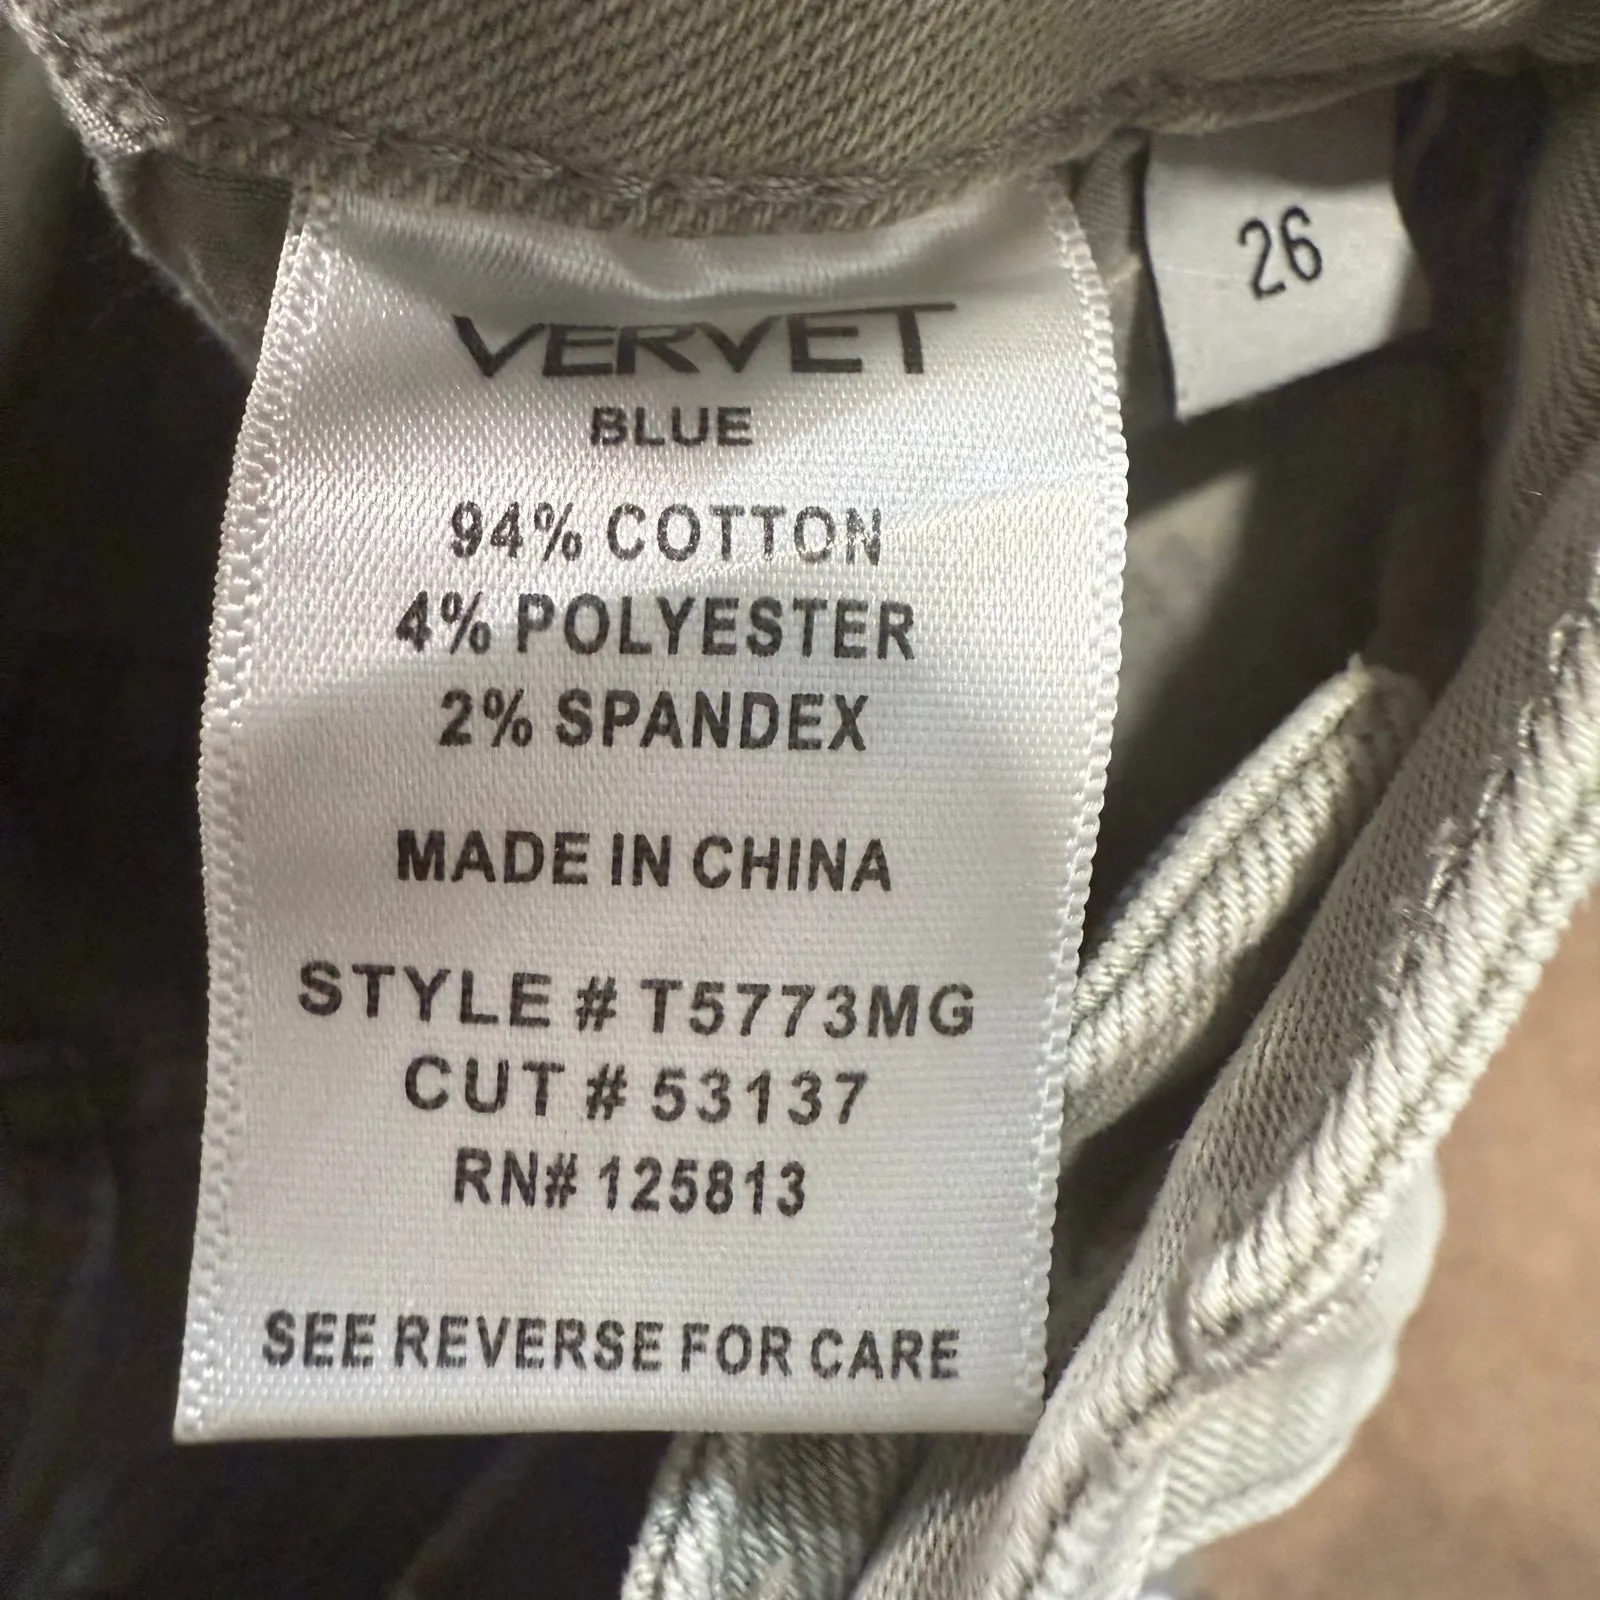 VERVET
BLUE
94% COTTON
4% POLYESTER
2% SPANDEX
MADE IN CHINA
STYLE # T5773MG
CUT # 53137
RN# 125813
SEE REVERSE FOR CARE
26